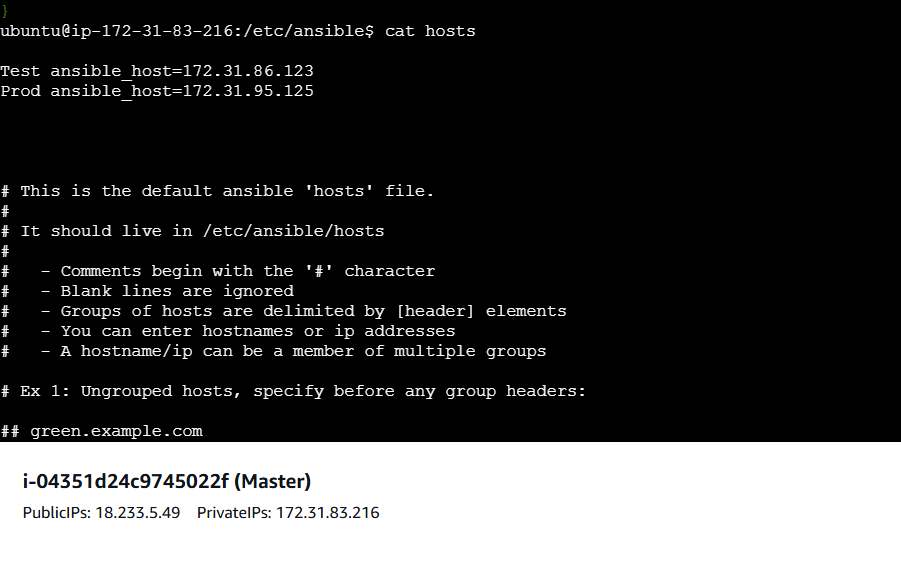 }
ubuntu@ip-172-31-83-216:/etc/ansible$ cat hosts
Test ansible_host=172.31.86.123
Prod ansible_host=172.31.95.125
# This is the default ansible 'hosts' file.
#
# It should live in /etc/ansible/hosts
#
#   - Comments begin with the '#' character
#   - Blank lines are ignored
#   - Groups of hosts are delimited by [header] elements
#   - You can enter hostnames or ip addresses
#   - A hostname/ip can be a member of multiple groups
# Ex 1: Ungrouped hosts, specify before any group headers:
## green.example.com
i-04351d24c9745022f (Master)
PublicIPs: 18.233.5.49    PrivateIPs: 172.31.83.216